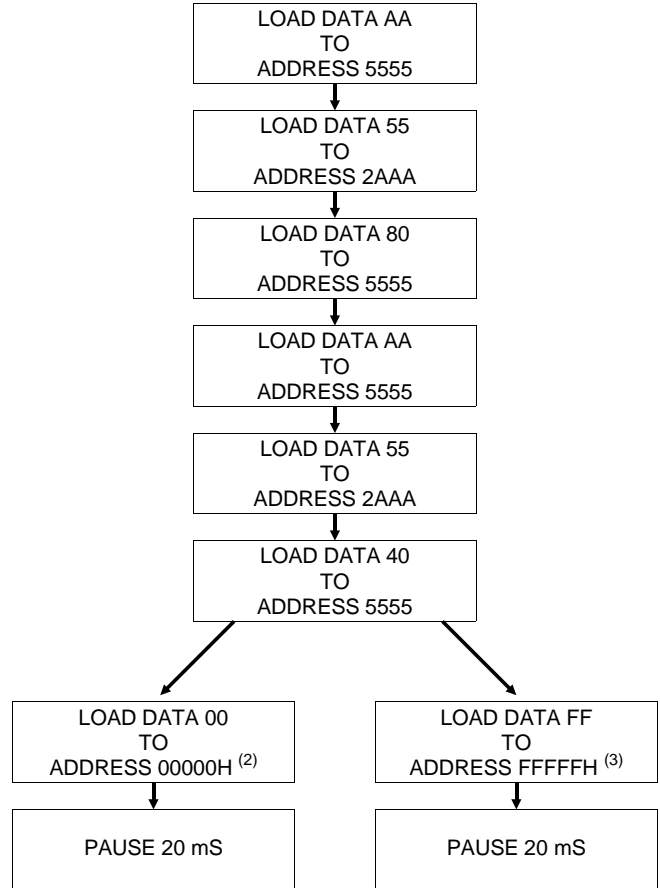 LOAD DATA AA
TO
ADDRESS 5555
LOAD DATA 55
TO
ADDRESS 2AAA
LOAD DATA 80
TO
ADDRESS 5555
LOAD DATA AA
TO
ADDRESS 5555
LOAD DATA 55
TO
ADDRESS 2AAA
LOAD DATA 40
TO
ADDRESS 5555
LOAD DATA 00
TO
ADDRESS 00000H (2)
PAUSE 20 mS
LOAD DATA FF
TO
ADDRESS FFFFFH (3)
PAUSE 20 mS